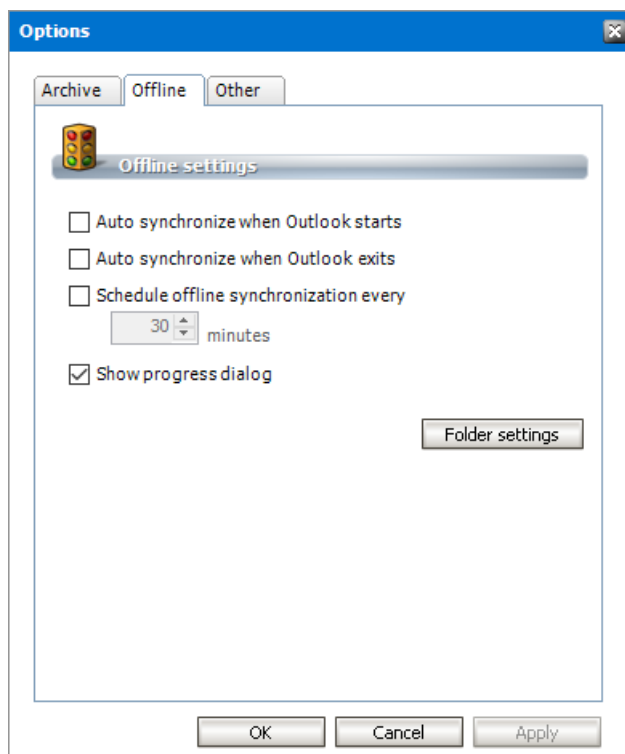 Options
Archive Offline Other
Offline settings
Auto synchronize when Outlook starts
Auto synchronize when Outlook exits
Schedule offline synchronization every
30 minutes
Show progress dialog
Folder settings
OK Cancel Apply